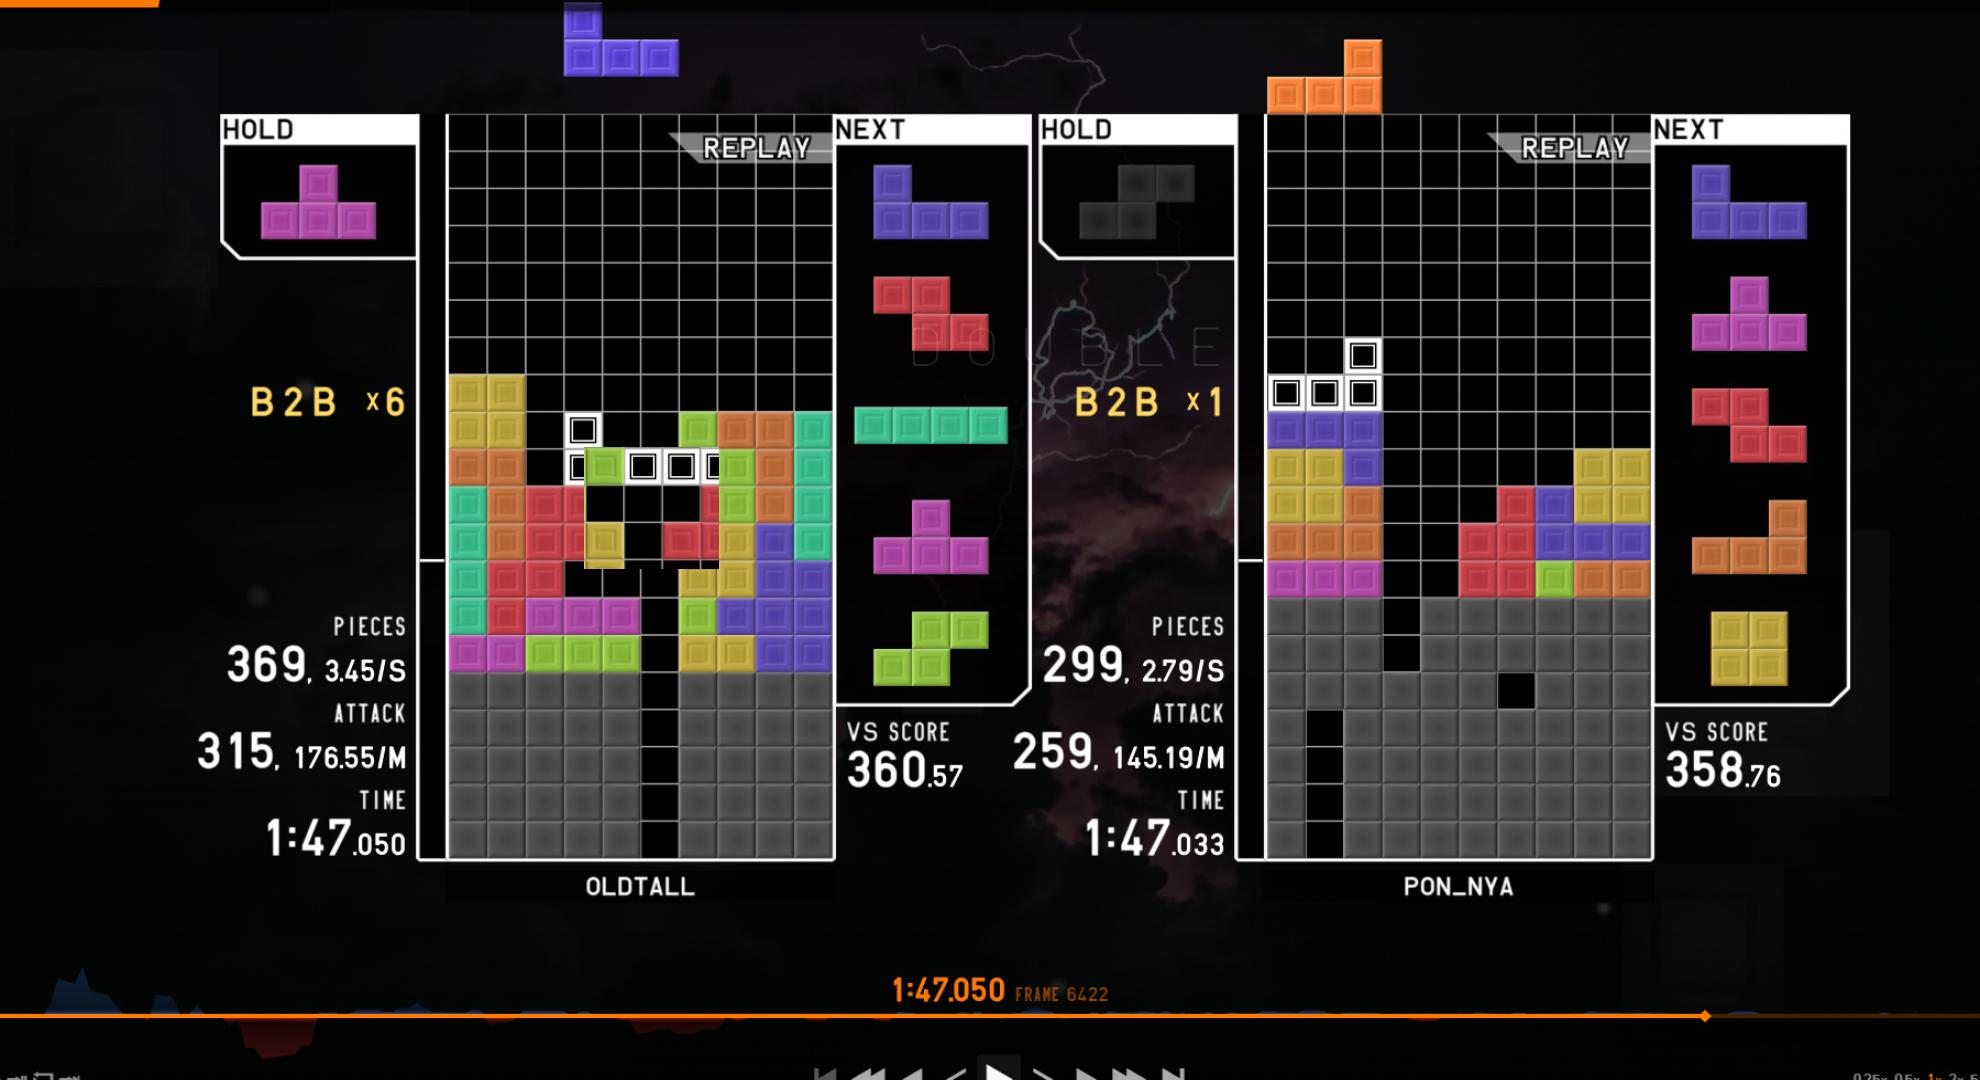 HOLD
REPLAY
NEXT
HOLD
REPLAY
NEXT
DOUBLE
B2B x6
B2B x1
PIECES
369, 3.45/S
ATTACK
315, 176.55/M
TIME
1:47.050
VS SCORE
360.57
PIECES
299, 2.79/S
ATTACK
259, 145.19/M
TIME
1:47.033
VS SCORE
358.76
OLDTALL
PON_NYA
1:47.050 FRAME 6422